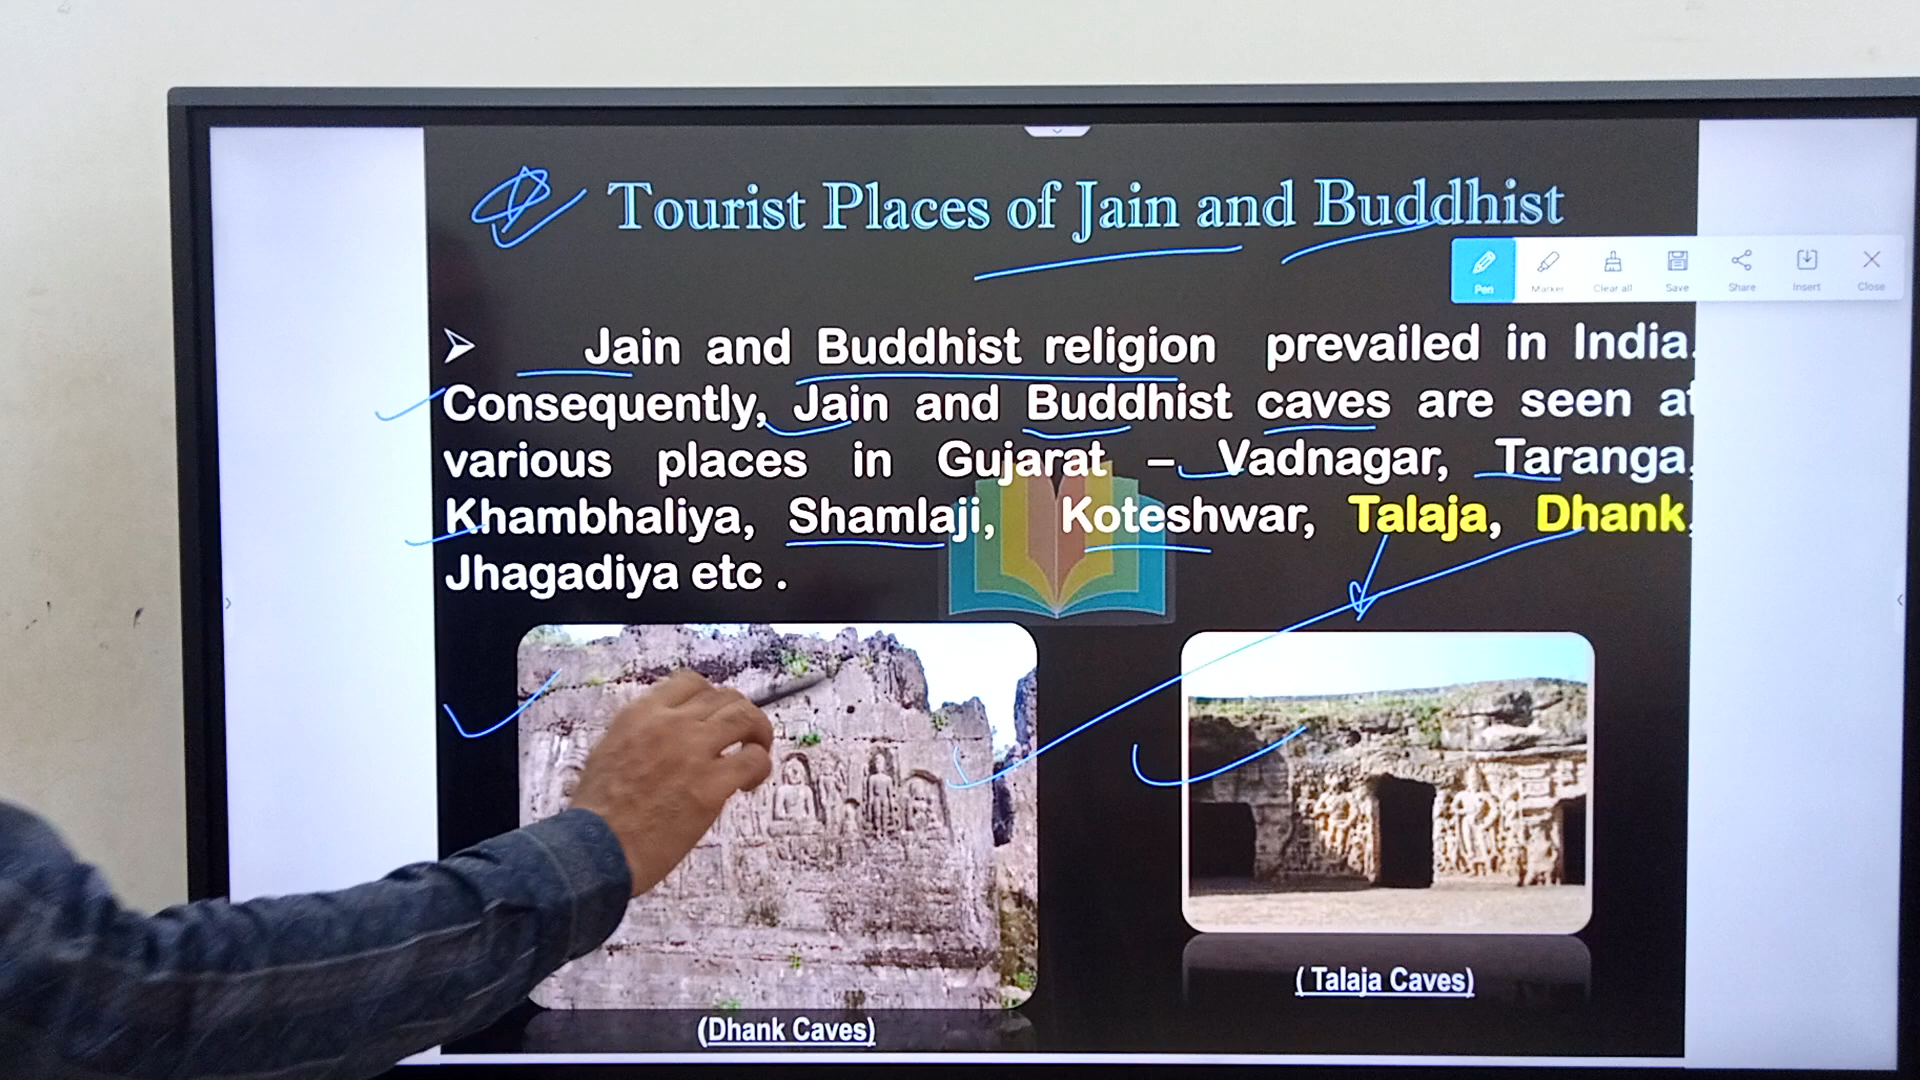 Tourist Places of Jain and Buddhist
Pen Marker Clear all Save Share Insert Close
➢ Jain and Buddhist religion prevailed in India.
Consequently, Jain and Buddhist caves are seen at
various places in Gujarat – Vadnagar, Taranga,
Khambhaliya, Shamlaji, Koteshwar, Talaja, Dhank,
Jhagadiya etc .
( Talaja Caves)
(Dhank Caves)